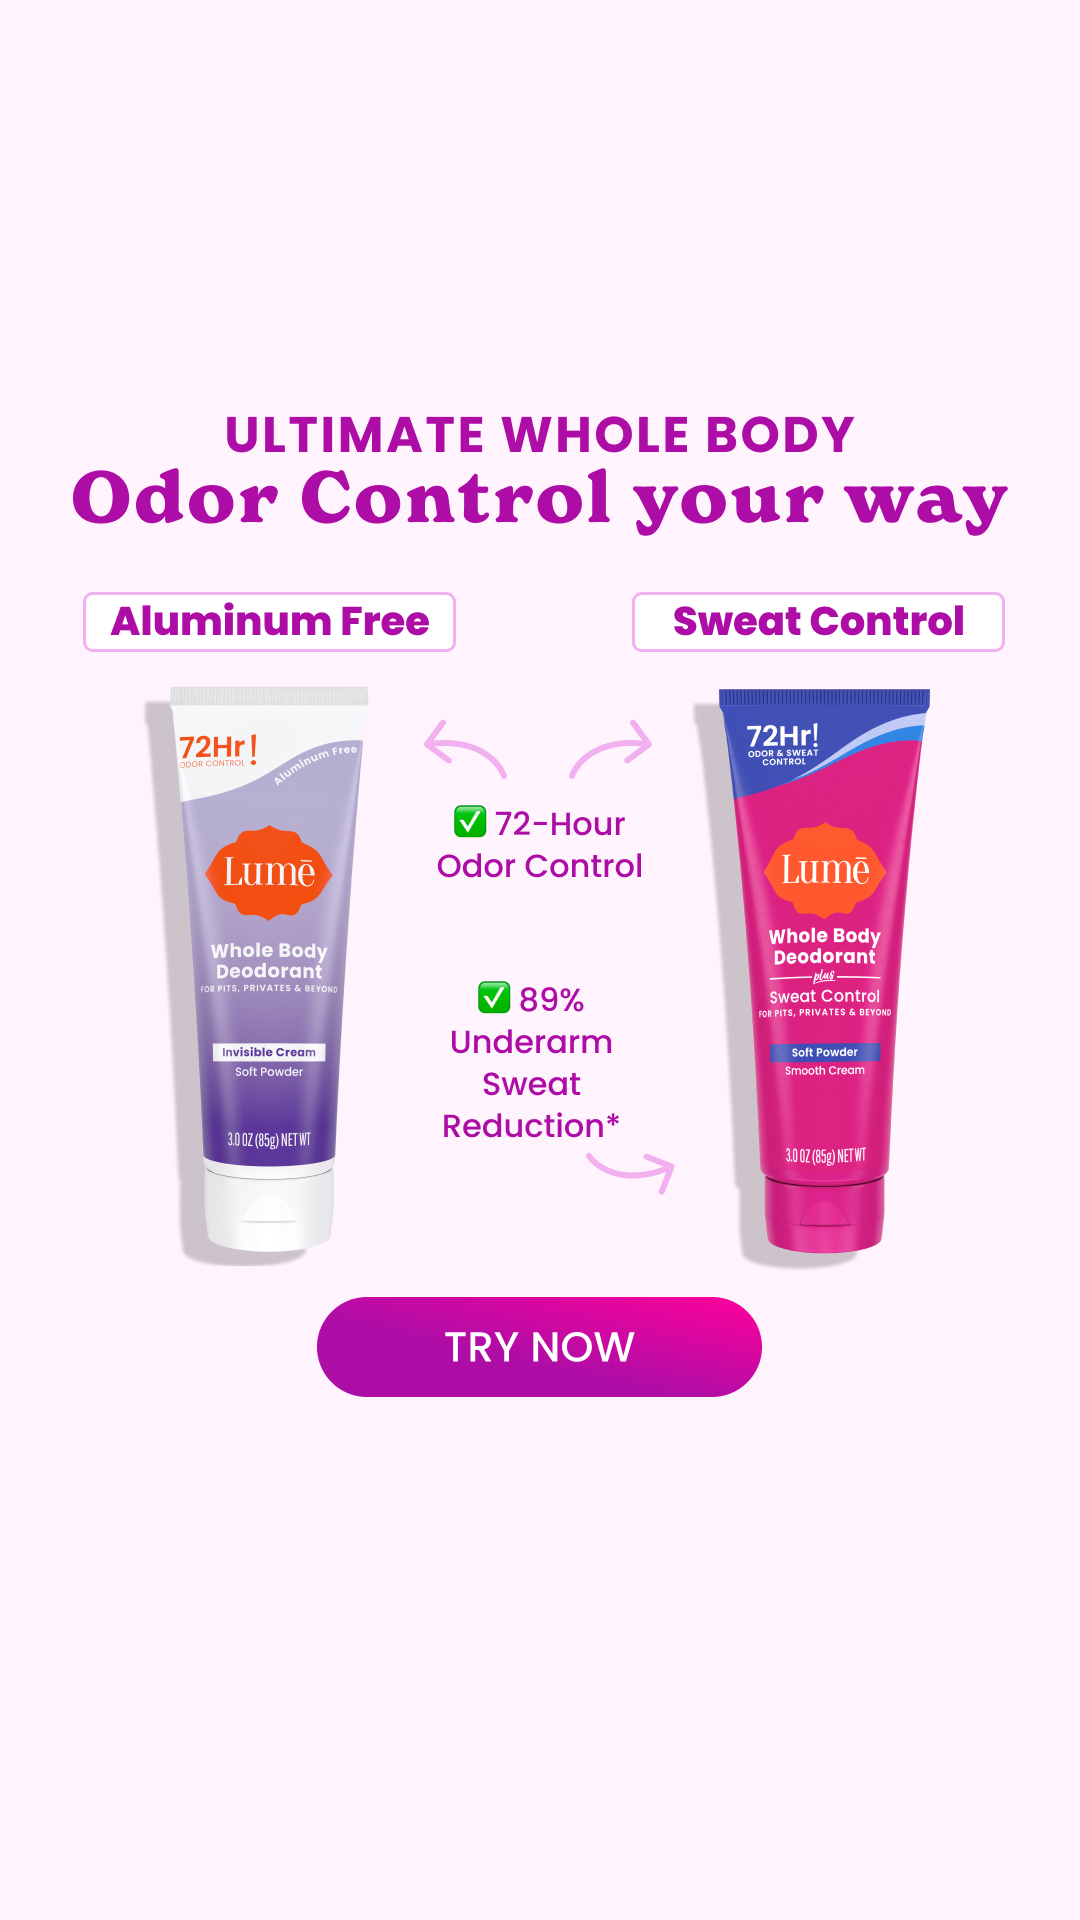 ULTIMATE WHOLE BODY
Odor Control your way
Aluminum Free
Sweat Control
72Hr!
ODOR CONTROL
Aluminum Free
Lumē
Whole Body
Deodorant
FOR PITS, PRIVATES & BEYOND
Invisible Cream
Soft Powder
3.0 OZ (85g) NET WT
✅ 72-Hour
Odor Control
✅ 89%
Underarm
Sweat
Reduction*
72Hr!
ODOR & SWEAT
CONTROL
Lumē
Whole Body
Deodorant
plus
Sweat Control
FOR PITS, PRIVATES & BEYOND
Soft Powder
Smooth Cream
3.0 OZ (85g) NET WT
TRY NOW